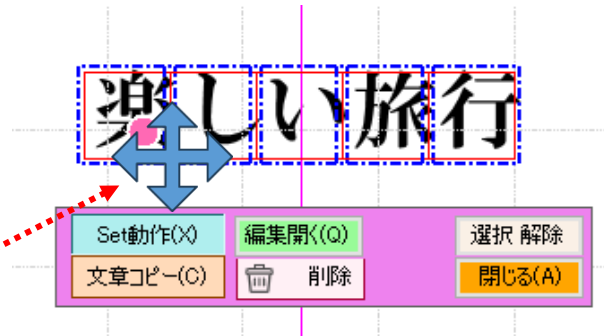 楽しい旅行
Set動作(X) 編集開く(Q) 選択 解除
文章コピー(C) 削除 閉じる(A)